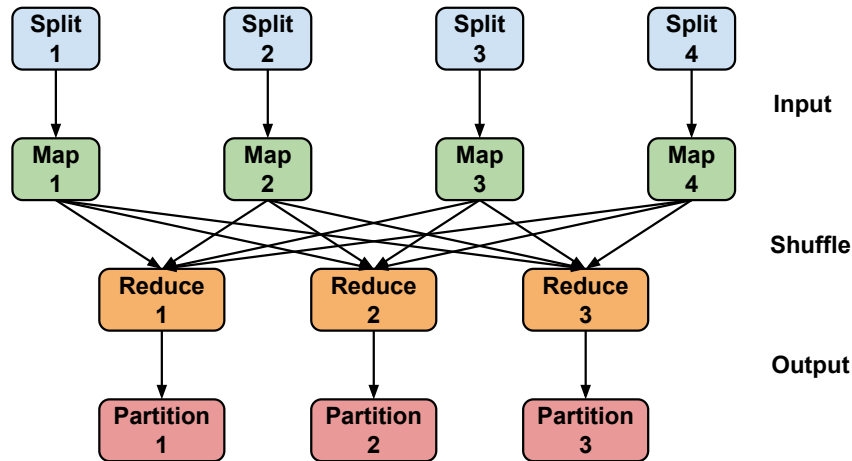 Split
1
Split
2
Split
3
Split
4
Input
Map
1
Map
2
Map
3
Map
4
Shuffle
Reduce
1
Reduce
2
Reduce
3
Output
Partition
1
Partition
2
Partition
3